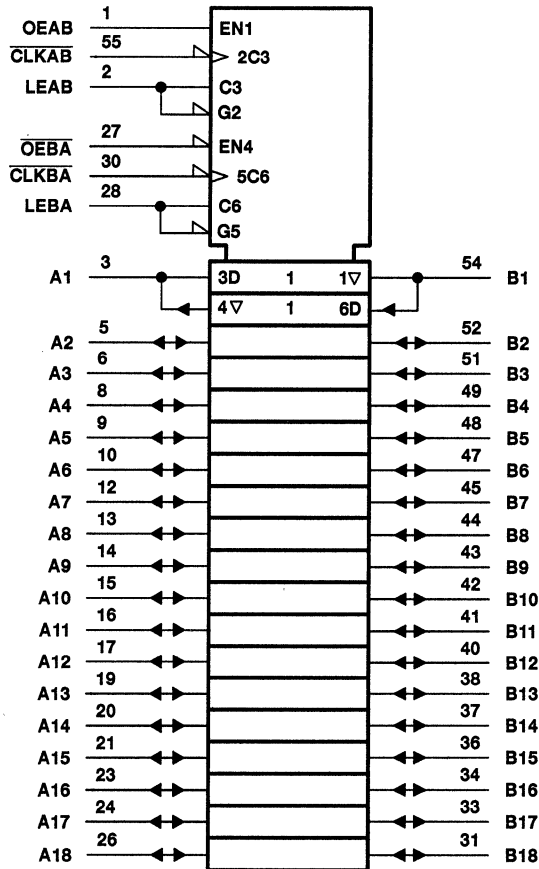 OEAB 1 EN1
CLKAB 55 2C3
LEAB 2 C3
G2
OEBA 27 EN4
CLKBA 30 5C6
LEBA 28 C6
G5
A1 3 3D 1 1▽ 54 B1
4▽ 1 6D
A2 5 52 B2
A3 6 51 B3
A4 8 49 B4
A5 9 48 B5
A6 10 47 B6
A7 12 45 B7
A8 13 44 B8
A9 14 43 B9
A10 15 42 B10
A11 16 41 B11
A12 17 40 B12
A13 19 38 B13
A14 20 37 B14
A15 21 36 B15
A16 23 34 B16
A17 24 33 B17
A18 26 31 B18